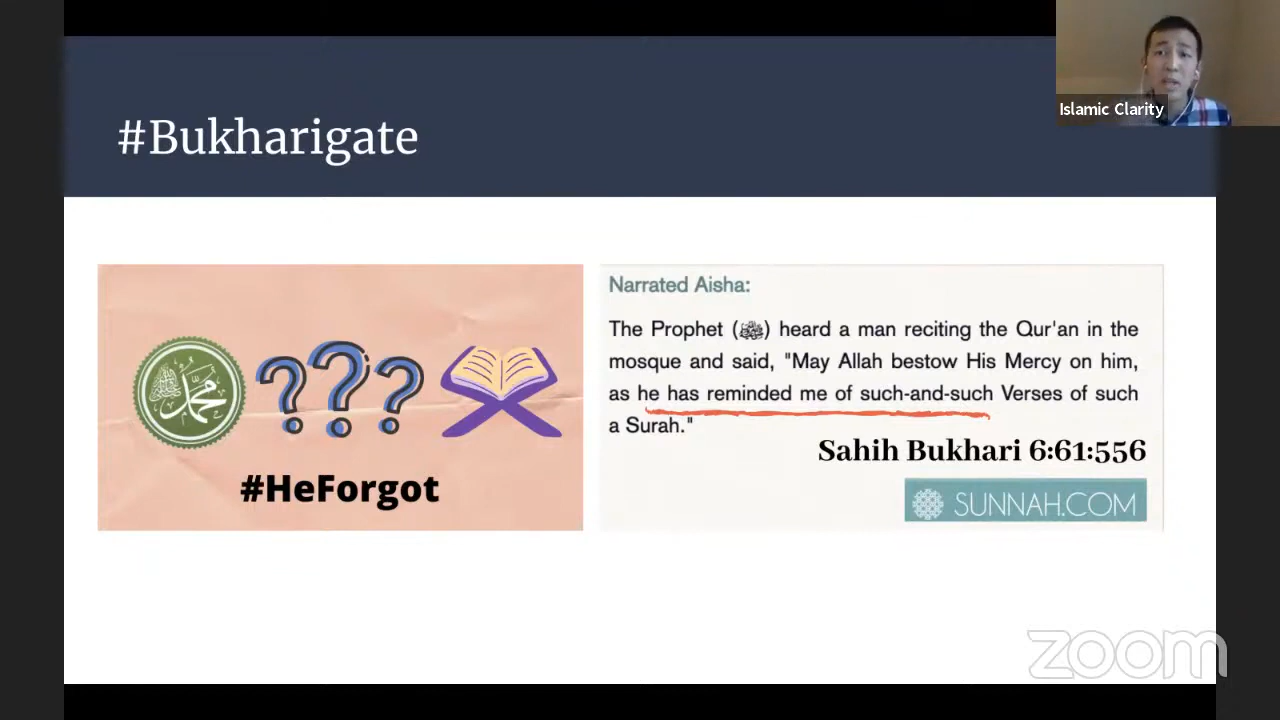 Islamic Clarity
#Bukharigate
محمد
???
#HeForgot
Narrated Aisha:
The Prophet (ﷺ) heard a man reciting the Qur'an in the
mosque and said, "May Allah bestow His Mercy on him,
as he has reminded me of such-and-such Verses of such
a Surah."
Sahih Bukhari 6:61:556
SUNNAH.COM
zoom